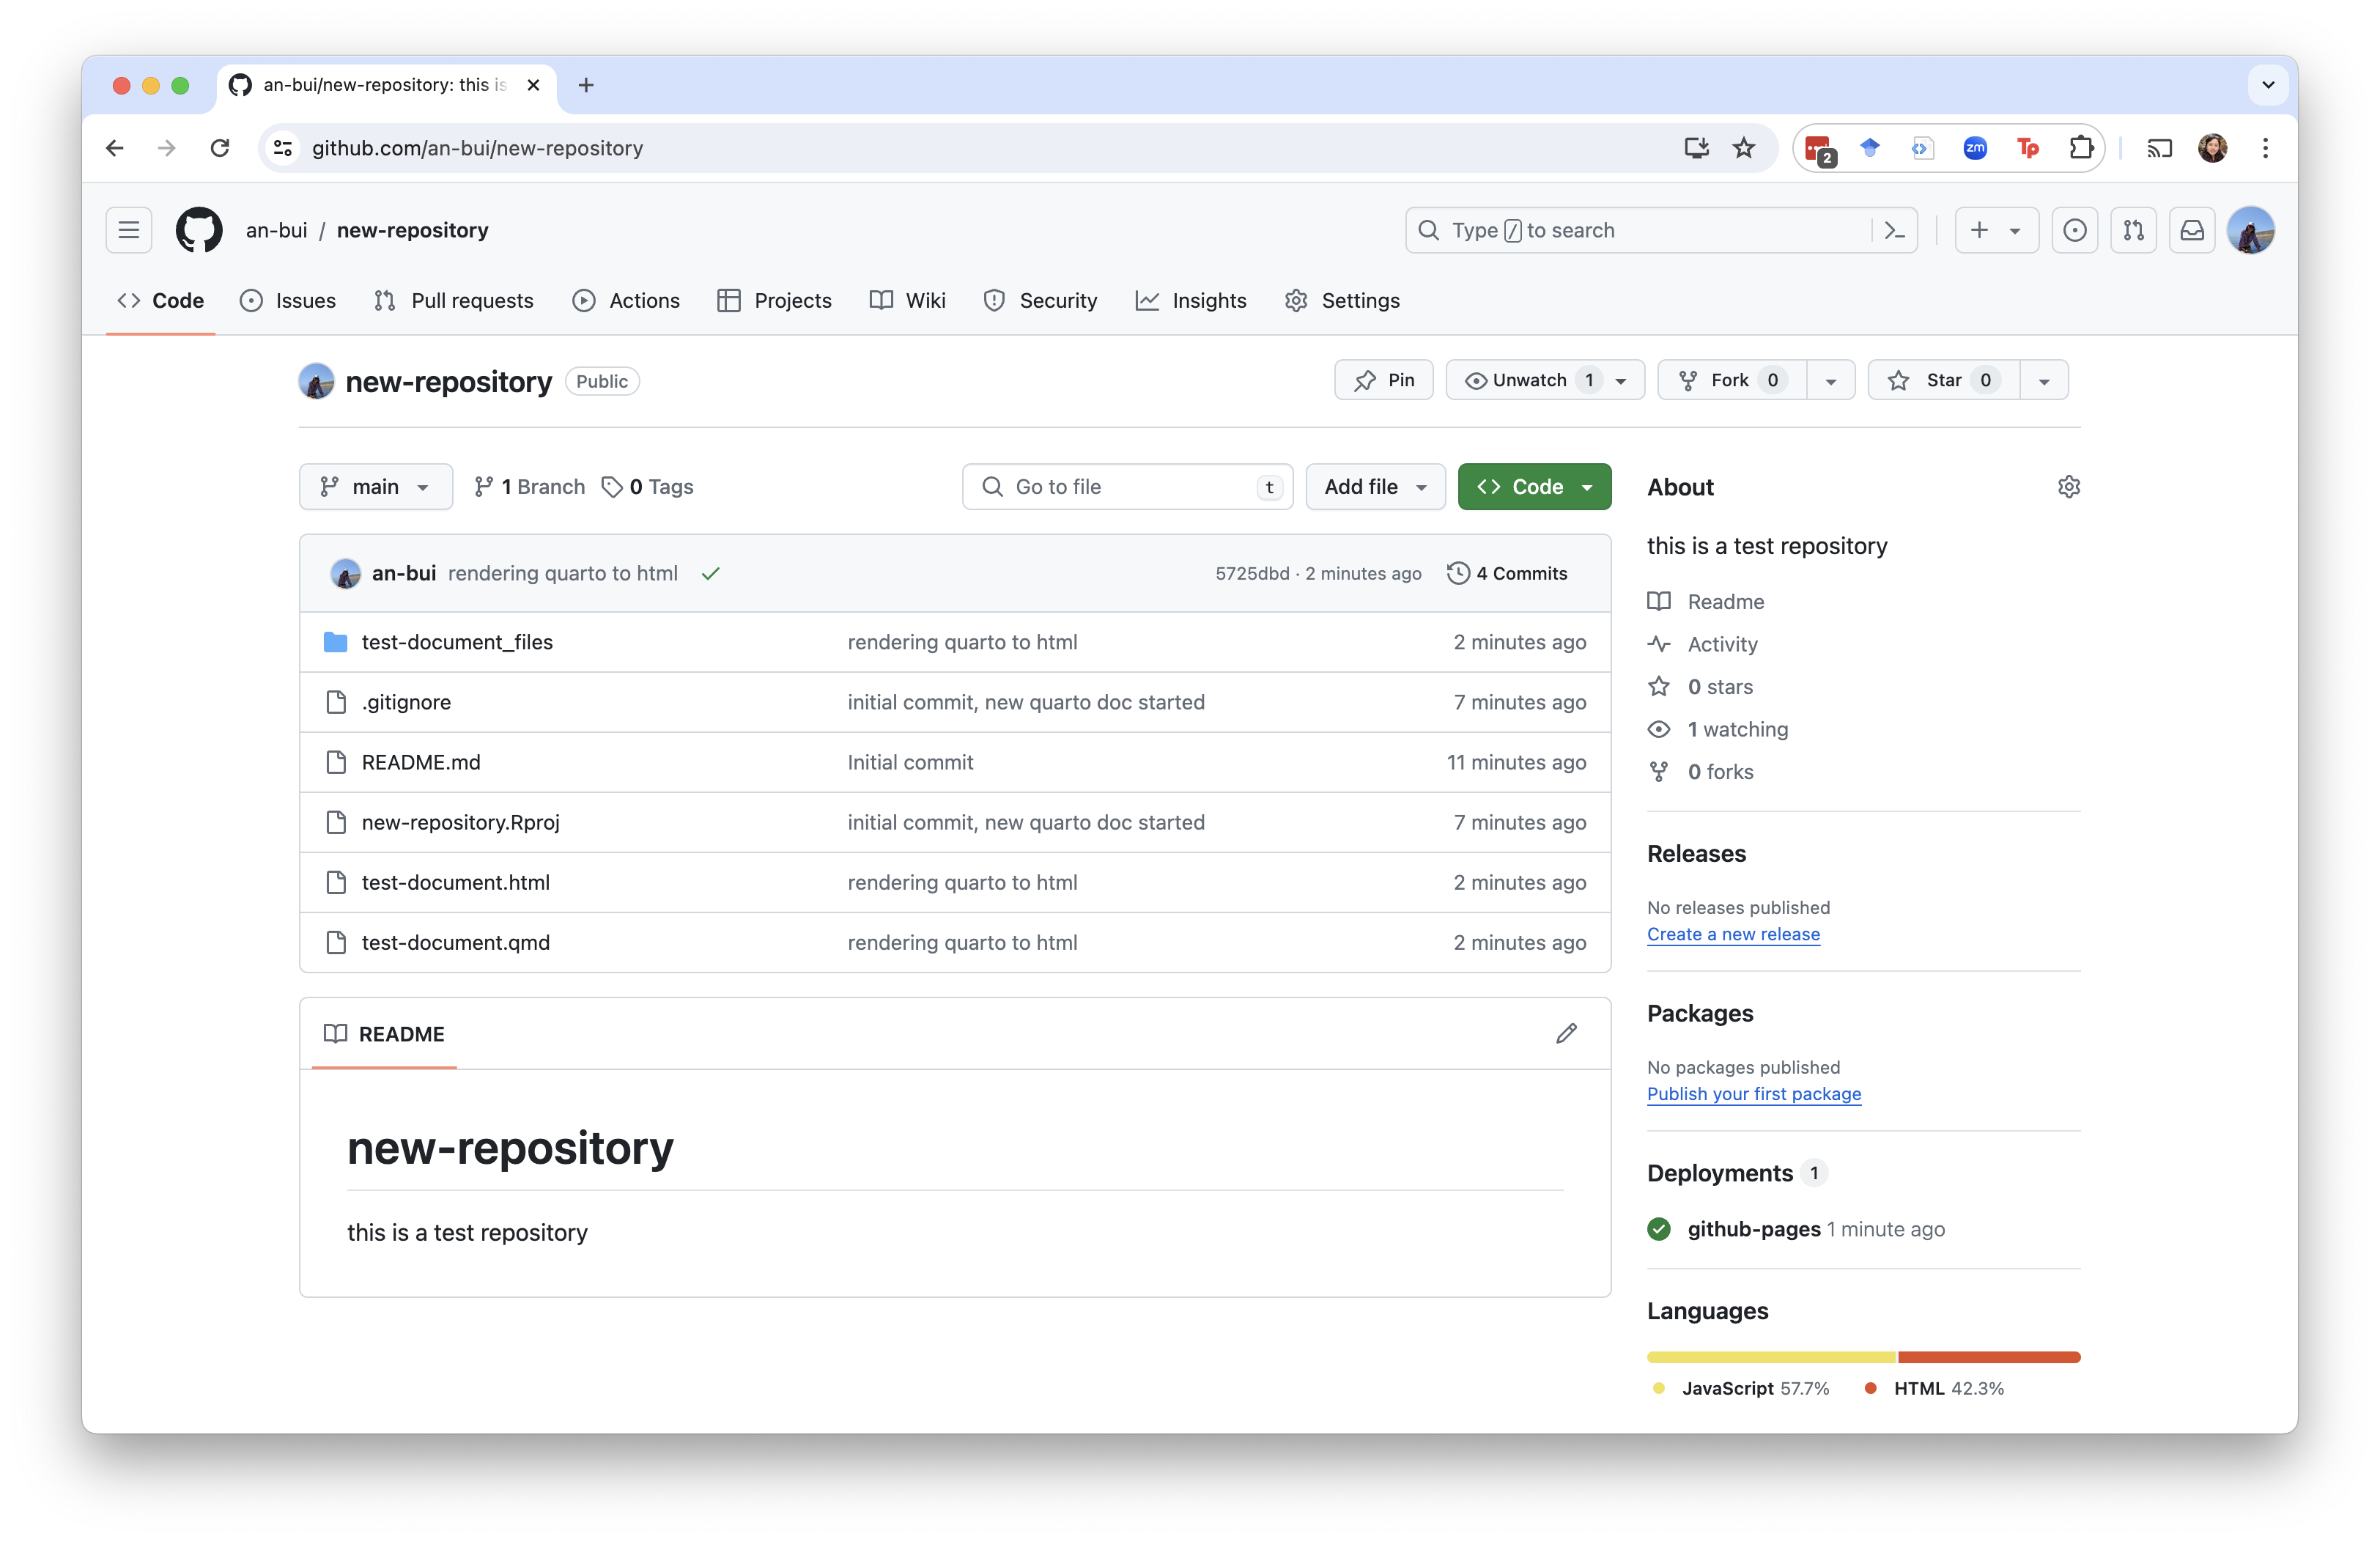 an-bui/new-repository: this is
github.com/an-bui/new-repository
2
zm
Tp
an-bui / new-repository
Type / to search
Code Issues Pull requests Actions Projects Wiki Security Insights Settings
new-repository Public
Pin Unwatch 1 Fork 0 Star 0
main 1 Branch 0 Tags
Go to file t Add file Code
an-bui rendering quarto to html 5725dbd · 2 minutes ago 4 Commits
test-document_files rendering quarto to html 2 minutes ago
.gitignore initial commit, new quarto doc started 7 minutes ago
README.md Initial commit 11 minutes ago
new-repository.Rproj initial commit, new quarto doc started 7 minutes ago
test-document.html rendering quarto to html 2 minutes ago
test-document.qmd rendering quarto to html 2 minutes ago
README
new-repository
this is a test repository
About
this is a test repository
Readme
Activity
0 stars
1 watching
0 forks
Releases
No releases published
Create a new release
Packages
No packages published
Publish your first package
Deployments 1
github-pages 1 minute ago
Languages
JavaScript 57.7% HTML 42.3%